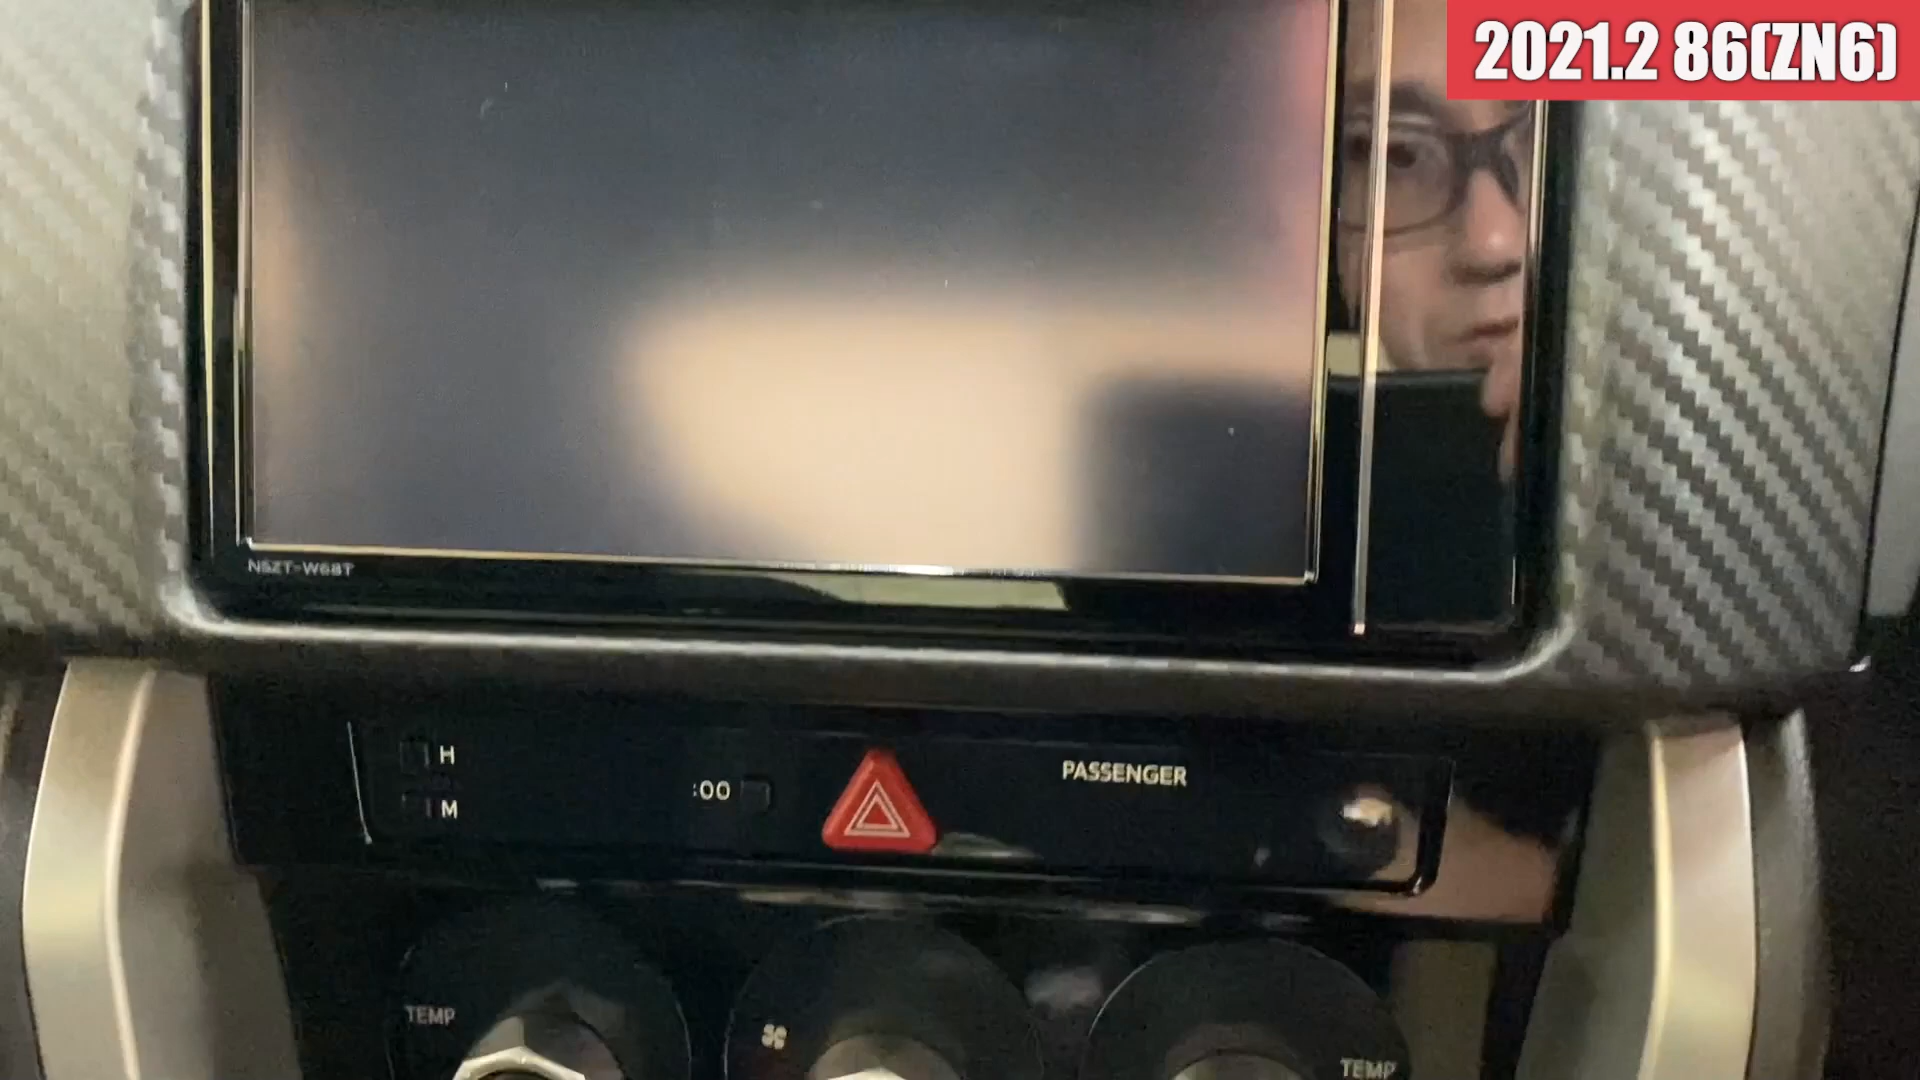 2021.2 86(ZN6)
NSZT-W68T
H
:00
PASSENGER
M
TEMP
TEMP